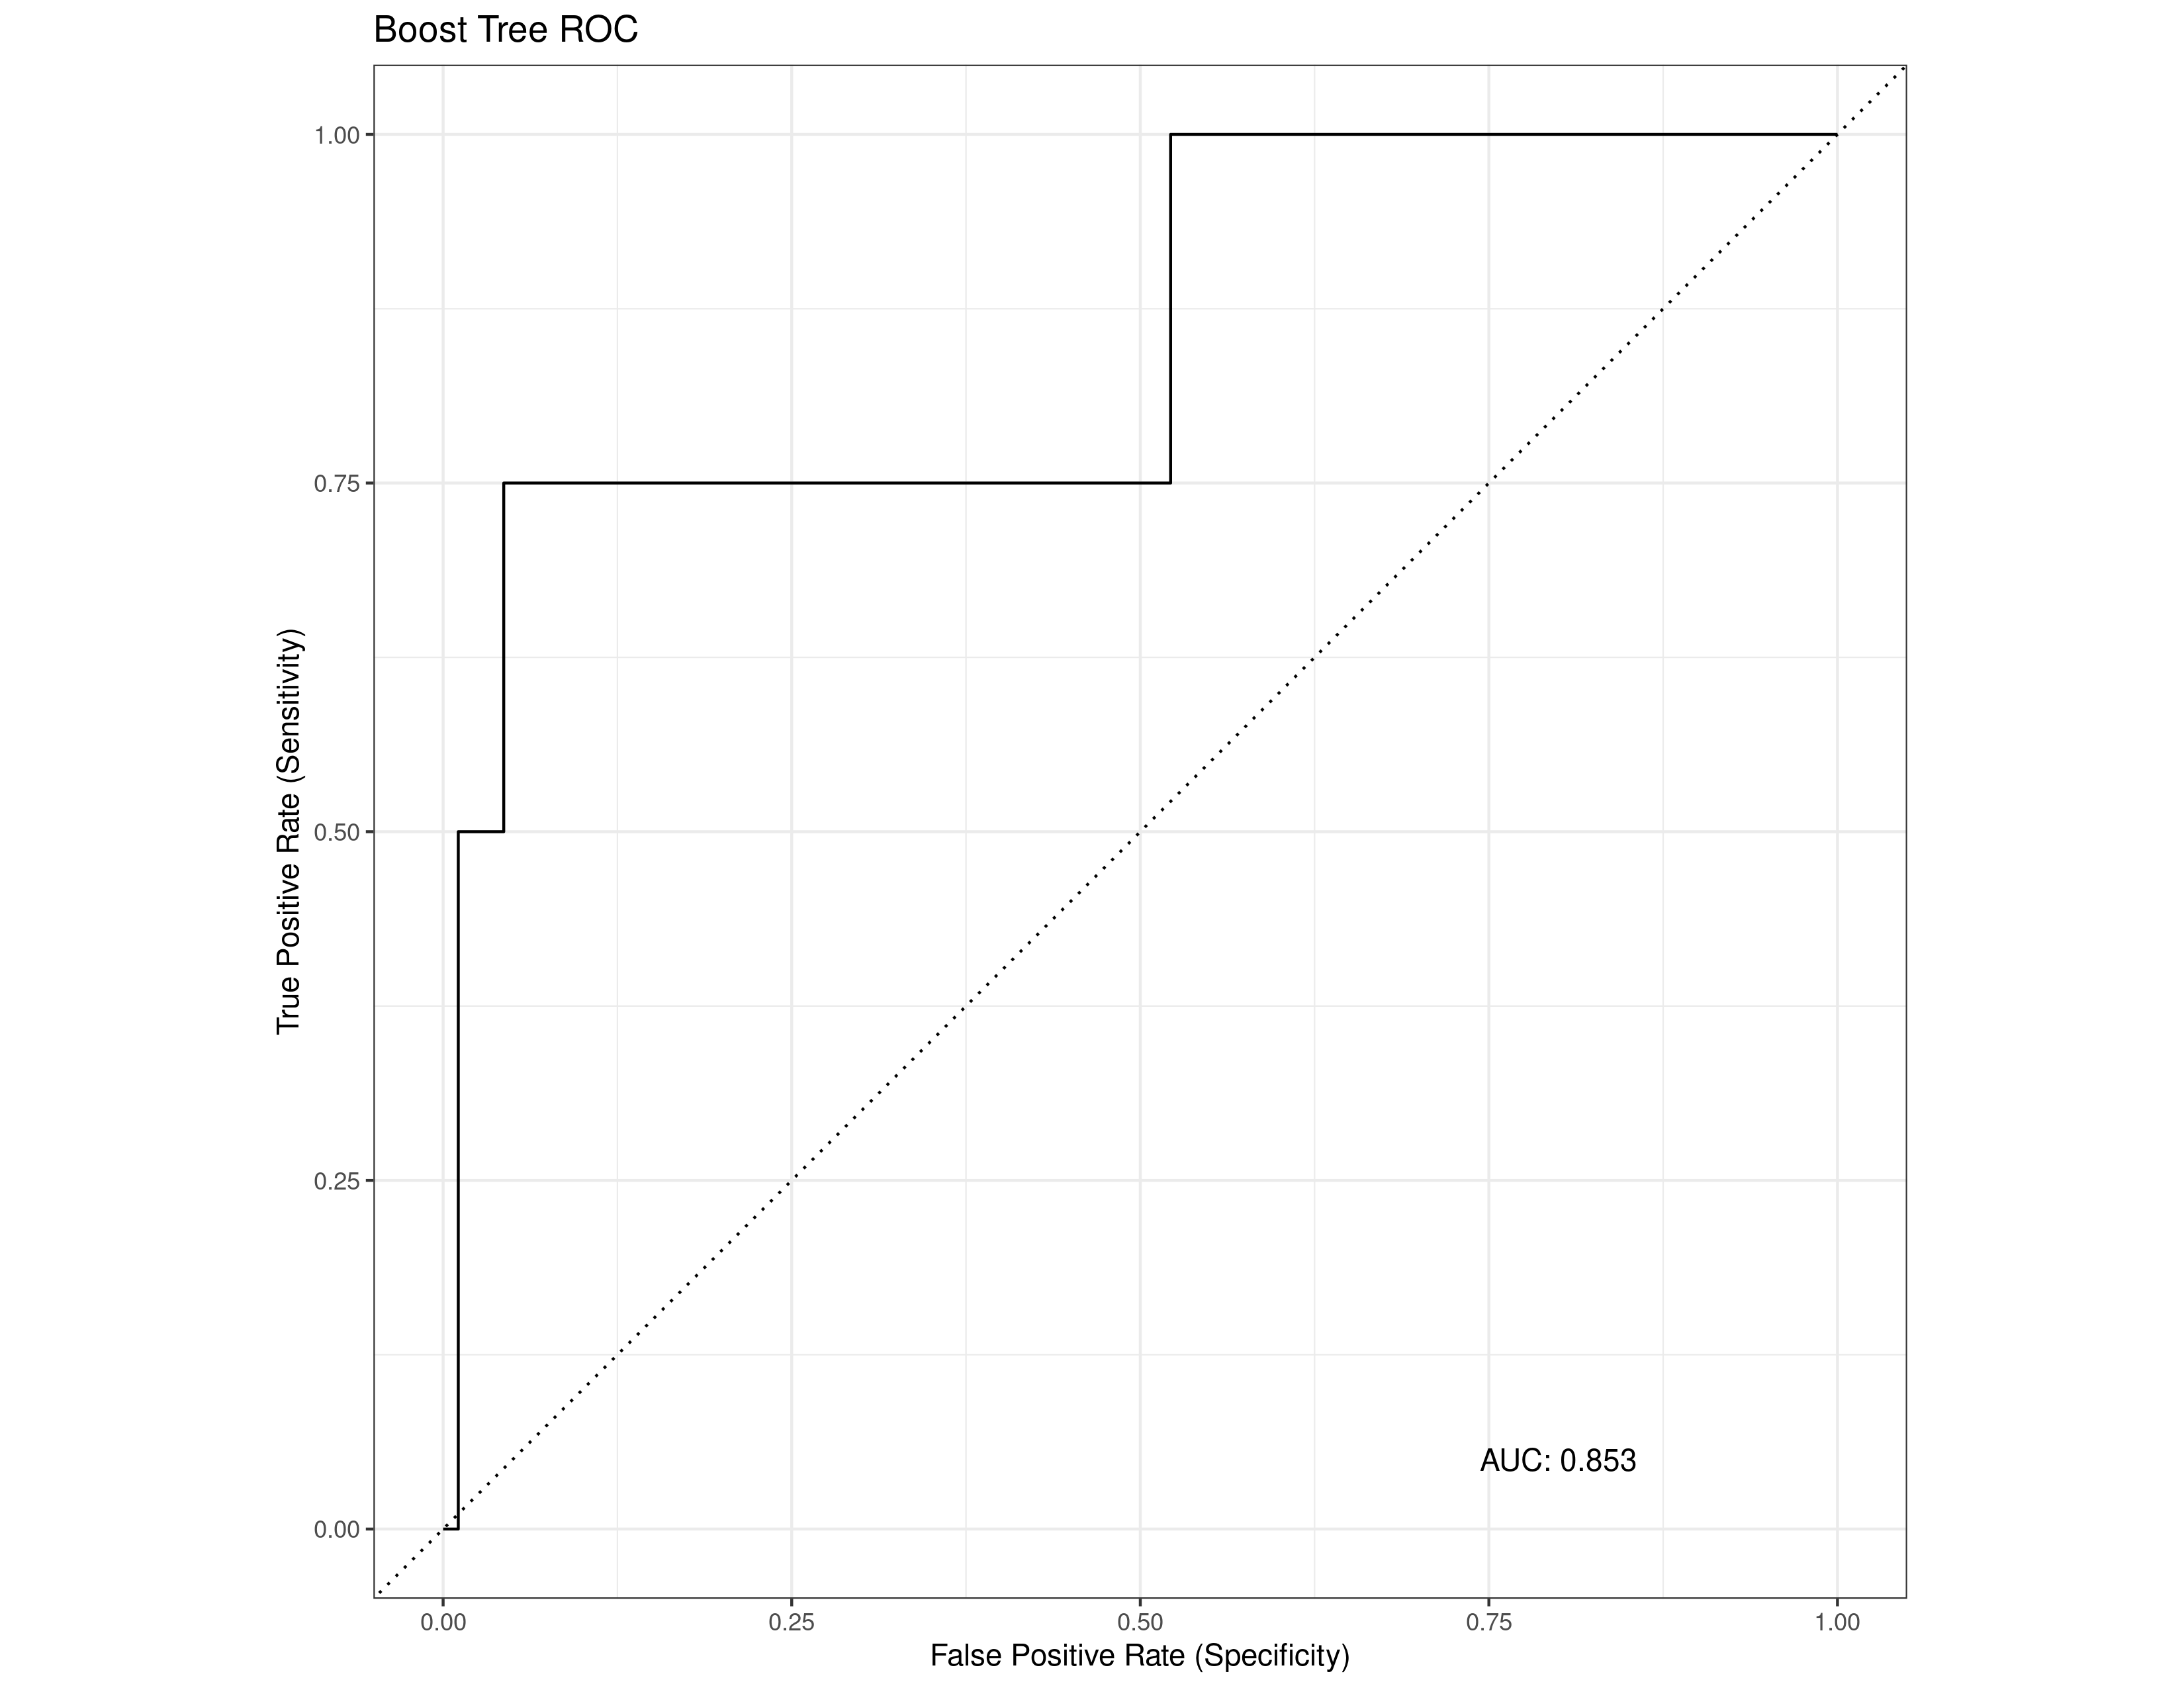 Boost Tree ROC
True Positive Rate (Sensitivity)
1.00
0.75
0.50
0.25
0.00
AUC: 0.853
0.00 0.25 0.50 0.75 1.00
False Positive Rate (Specificity)